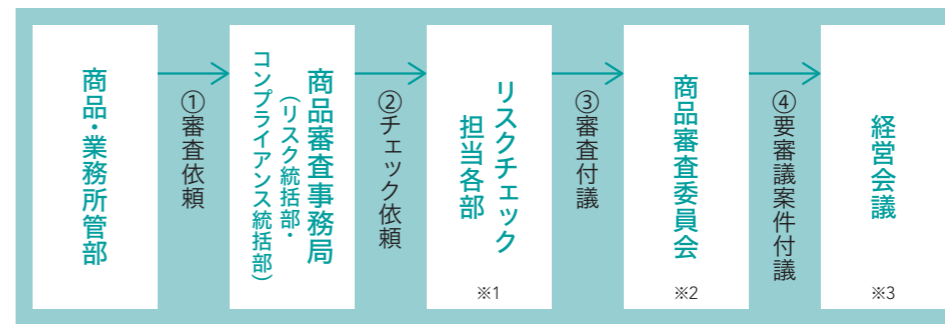 商品・業務所管部
①審査依頼
商品審査事務局
（リスク統括部・
コンプライアンス統括部）
②チェック依頼
リスクチェック
担当各部
※1
③審査付議
商品審査委員会
※2
④要審議案件付議
経営会議
※3